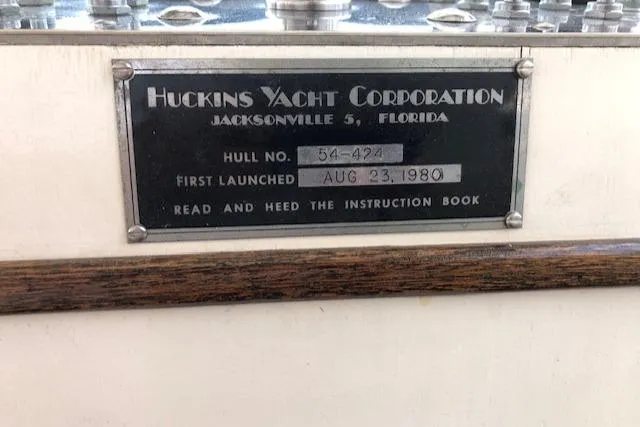 HUCKINS YACHT CORPORATION
JACKSONVILLE 5, FLORIDA
HULL NO. 54-424
FIRST LAUNCHED AUG 23, 1980
READ AND HEED THE INSTRUCTION BOOK